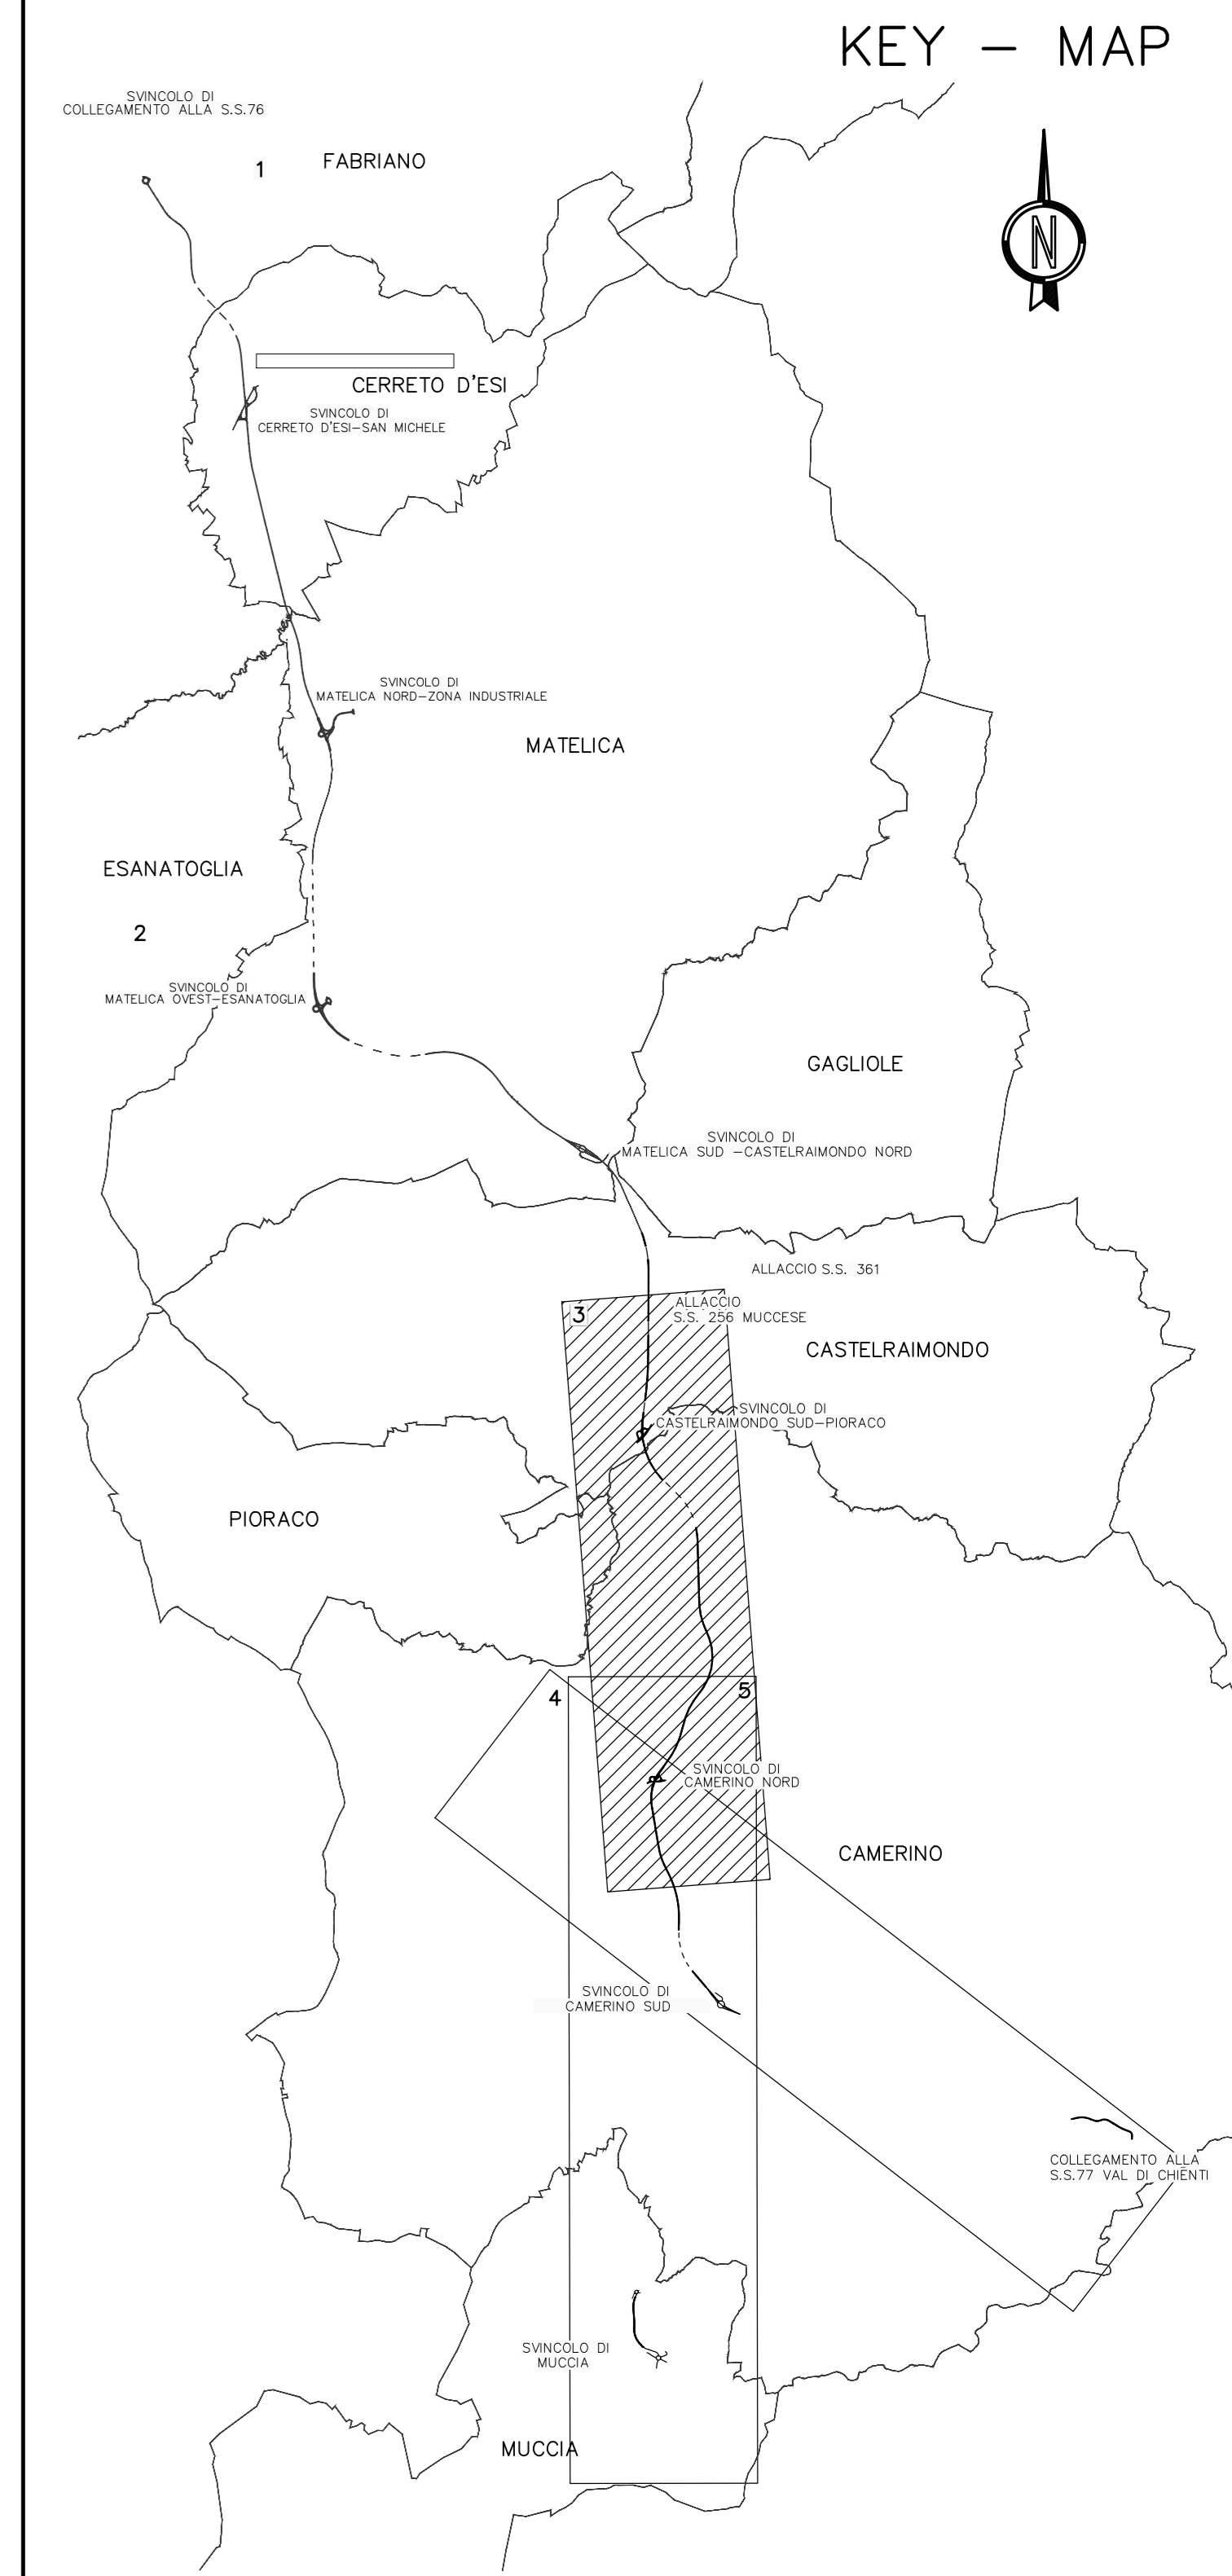 KEY - MAP
SVINCOLO DI
COLLEGAMENTO ALLA S.S.76
1
FABRIANO
N
CERRETO D'ESI
SVINCOLO DI
CERRETO D'ESI-SAN MICHELE
SVINCOLO DI
MATELICA NORD-ZONA INDUSTRIALE
MATELICA
ESANATOGLIA
2
SVINCOLO DI
MATELICA OVEST-ESANATOGLIA
GAGLIOLE
SVINCOLO DI
MATELICA SUD -CASTELRAIMONDO NORD
ALLACCIO S.S. 361
3
ALLACCIO
S.S. 256 MUCCESE
CASTELRAIMONDO
SVINCOLO DI
CASTELRAIMONDO SUD-PIORACO
PIORACO
4
5
SVINCOLO DI
CAMERINO NORD
CAMERINO
SVINCOLO DI
CAMERINO SUD
COLLEGAMENTO ALLA
S.S.77 VAL DI CHIENTI
SVINCOLO DI
MUCCIA
MUCCIA